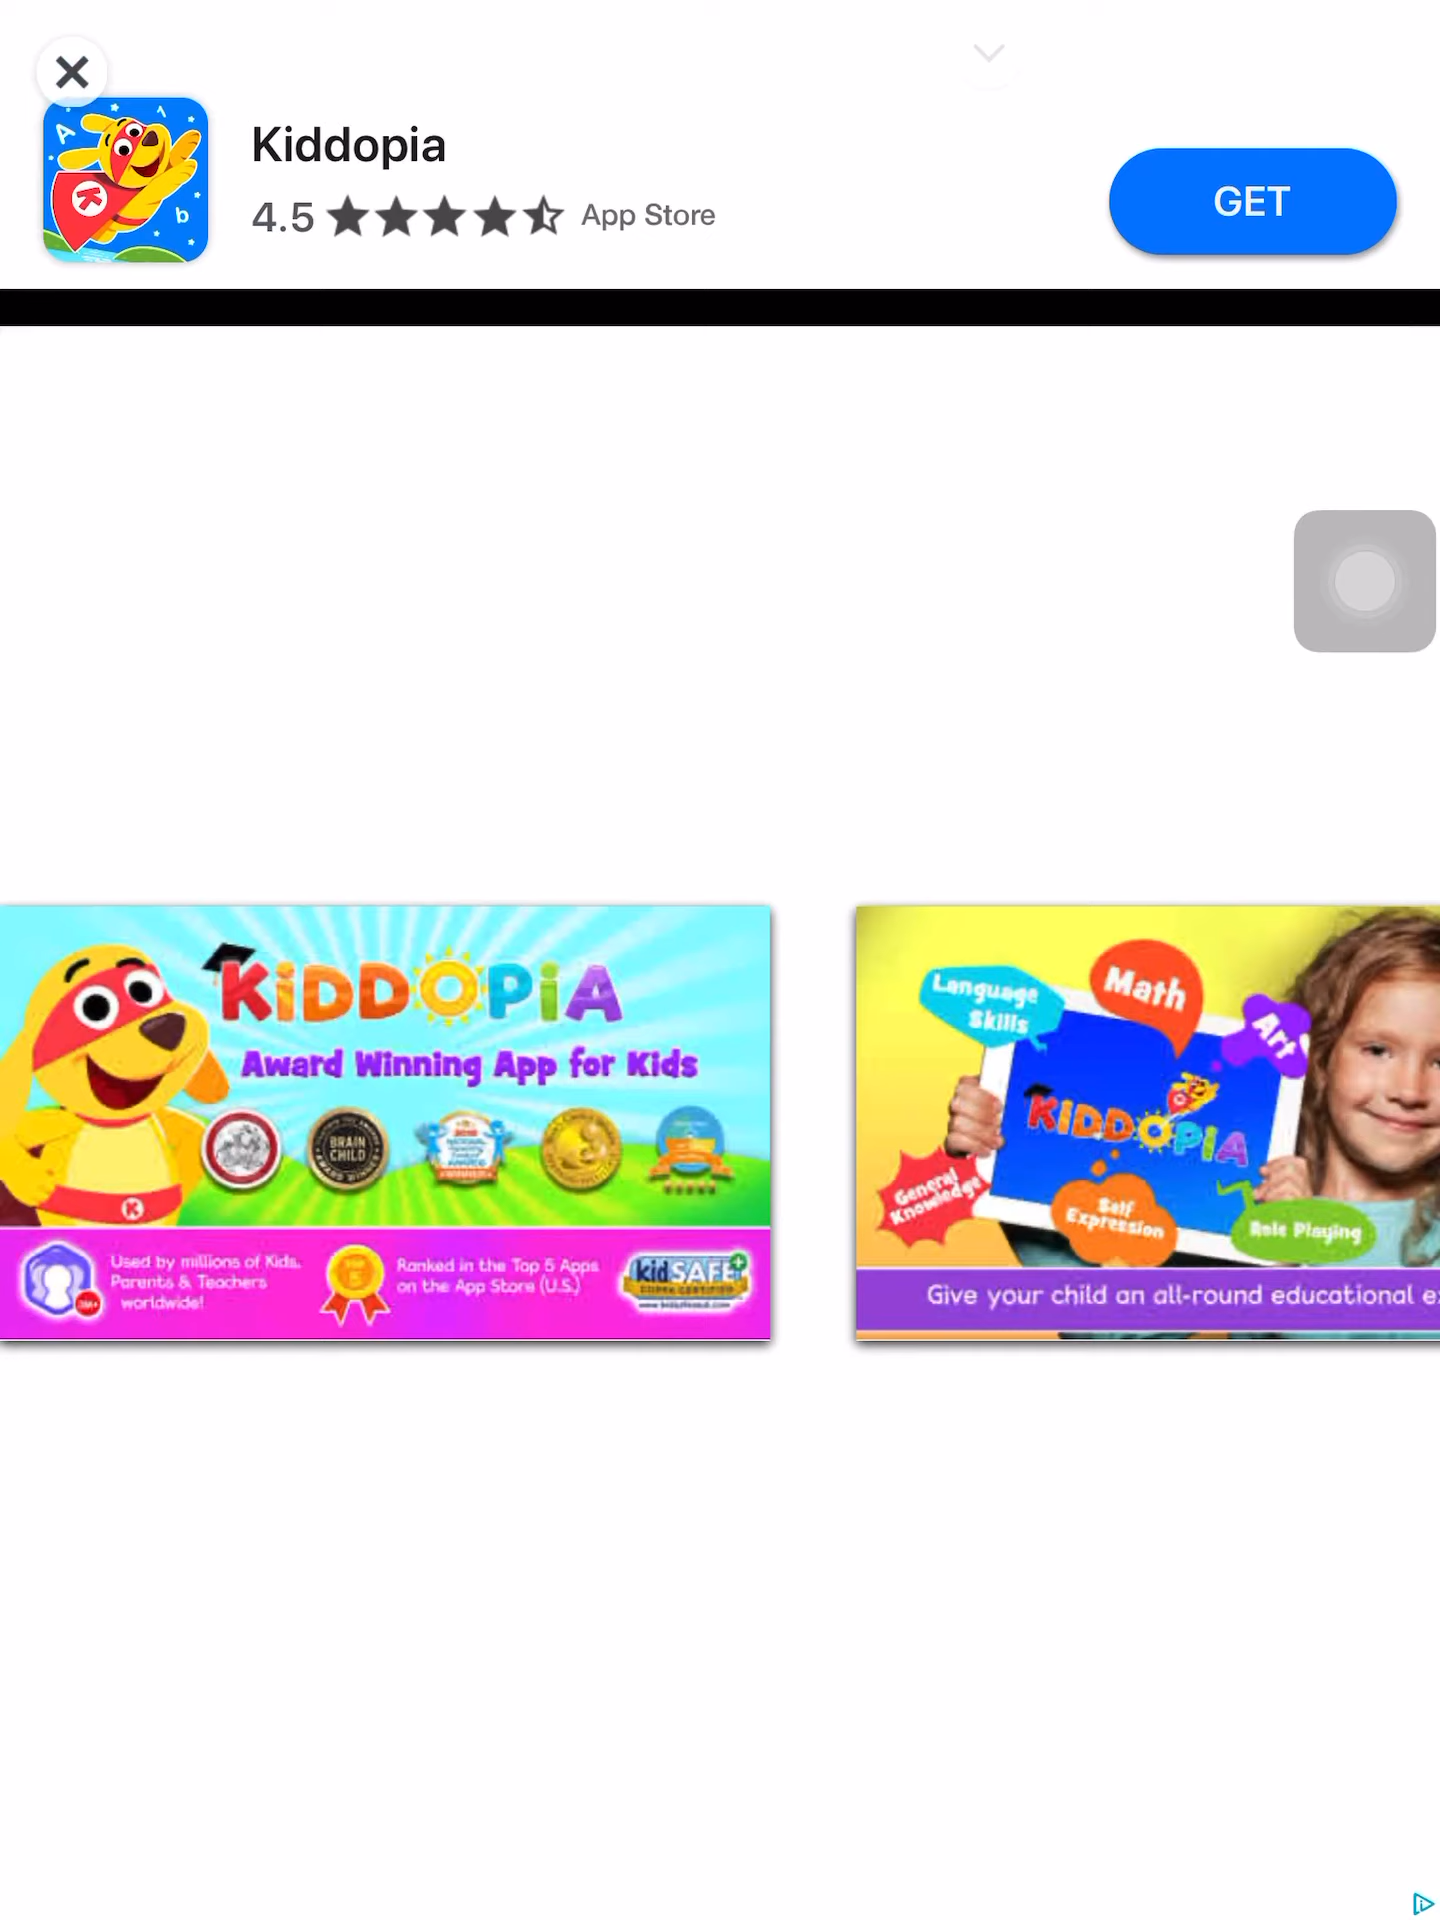 Kiddopia
4.5 App Store
GET
A
b
K
KiDDOPiA
Award Winning App for Kids
BRAIN
CHILD
K
Used by millions of Kids,
Parents & Teachers
worldwide!
Ranked in the Top 5 Apps
on the App Store (U.S.)
kidSAFE
Language
Skills
Math
Art
KiDDOPiA
General
Knowledge
Self
Expression
Role Playing
Give your child an all-round educational